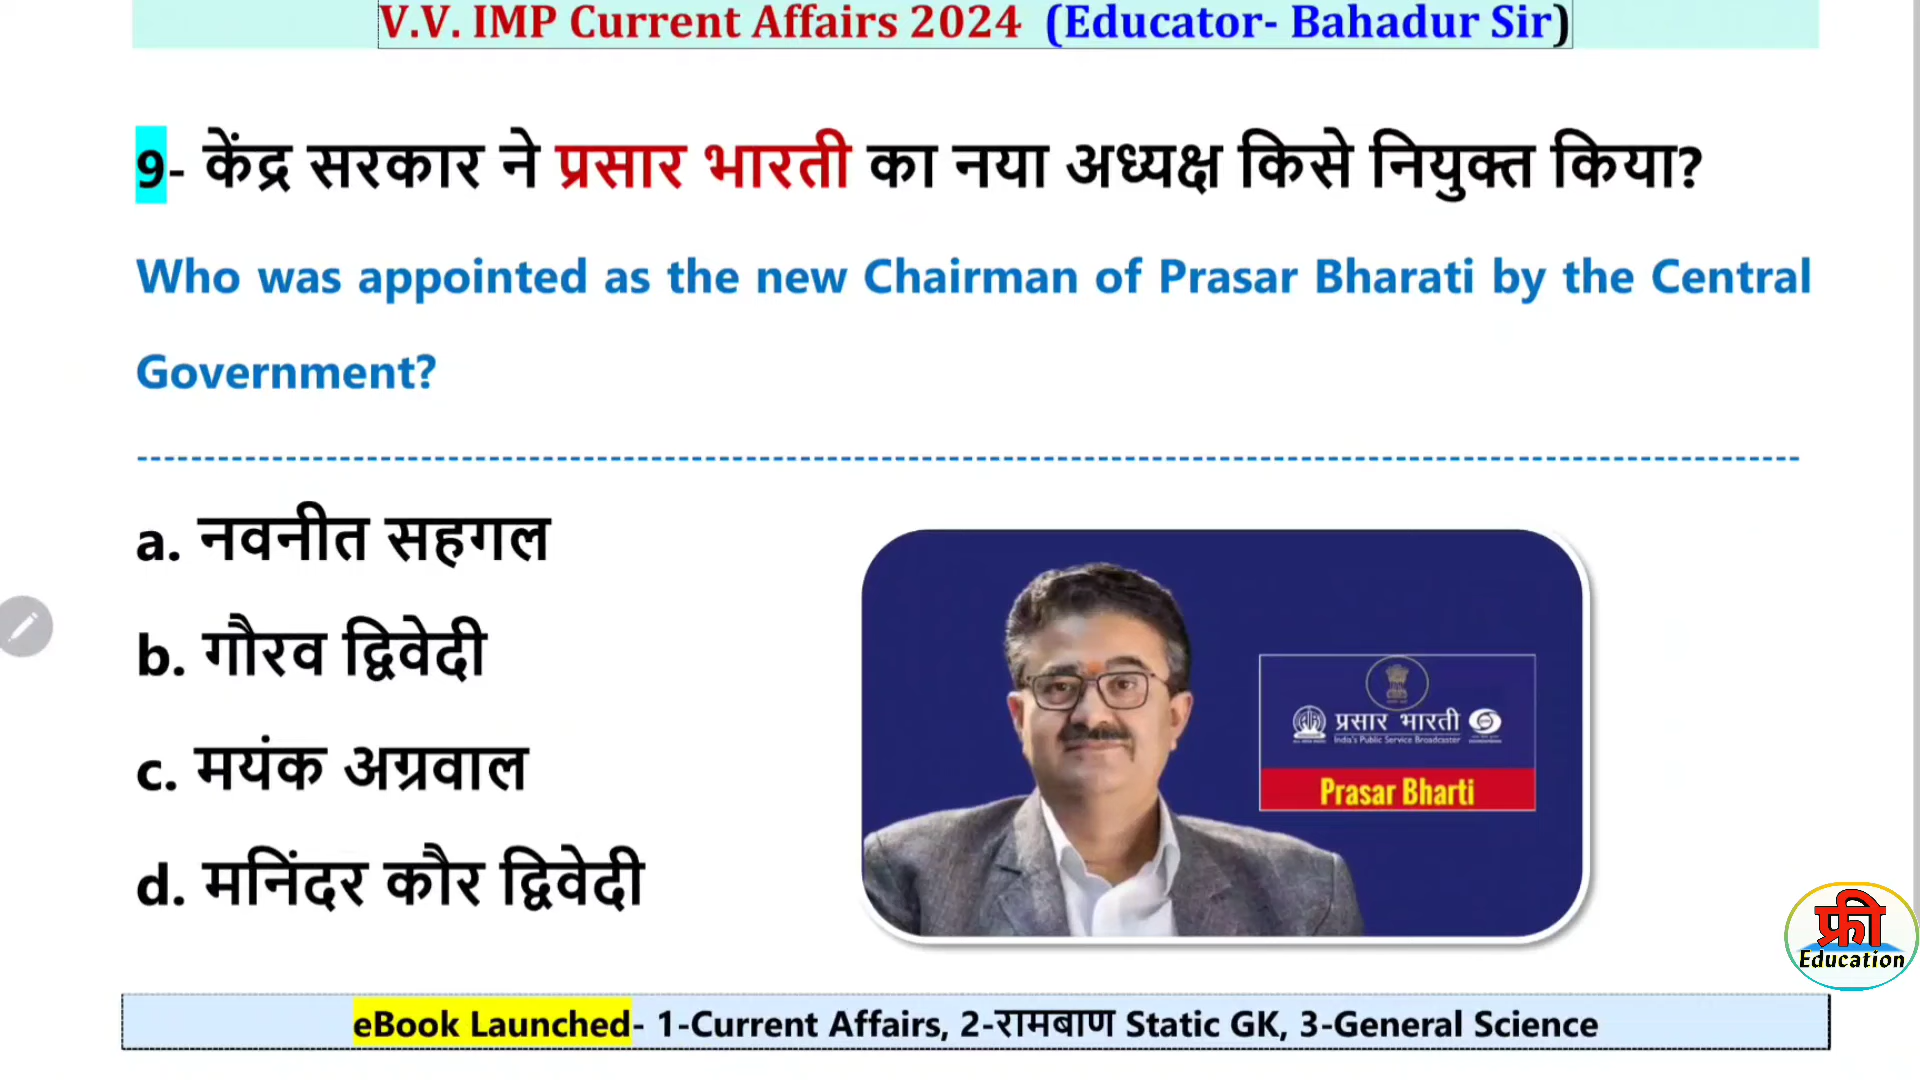 V.V. IMP Current Affairs 2024 (Educator- Bahadur Sir)
9- केंद्र सरकार ने प्रसार भारती का नया अध्यक्ष किसे नियुक्त किया?
Who was appointed as the new Chairman of Prasar Bharati by the Central
Government?
a. नवनीत सहगल
b. गौरव द्विवेदी
c. मयंक अग्रवाल
d. मनिंदर कौर द्विवेदी
प्रसार भारती
India's Public Service Broadcaster
Prasar Bharti
फ्री
Education
eBook Launched- 1-Current Affairs, 2-रामबाण Static GK, 3-General Science